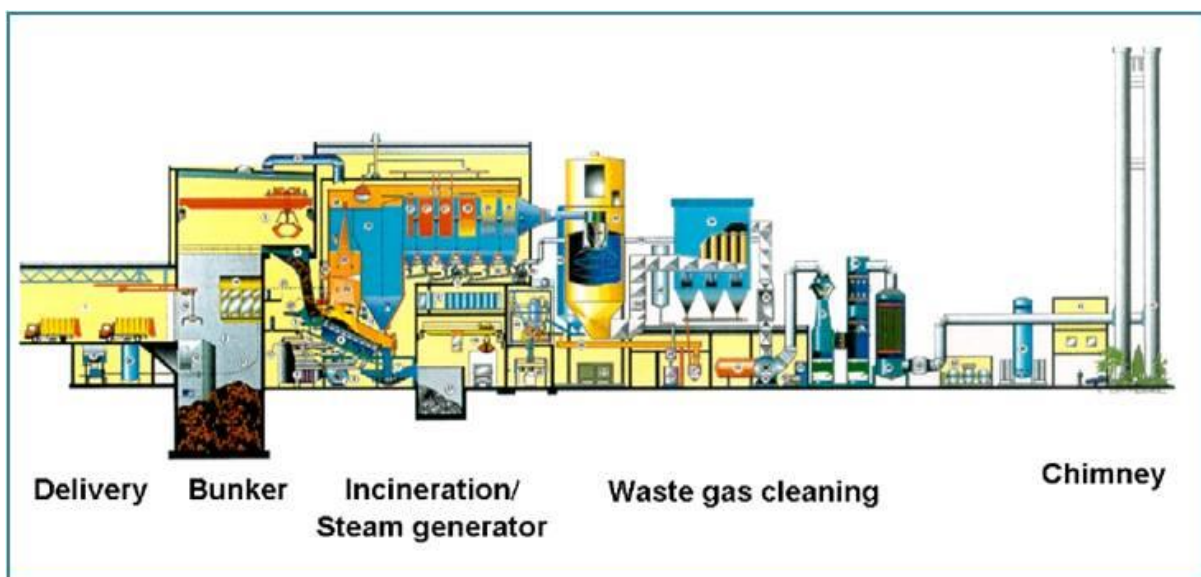 Delivery
Bunker
Incineration/
Steam generator
Waste gas cleaning
Chimney